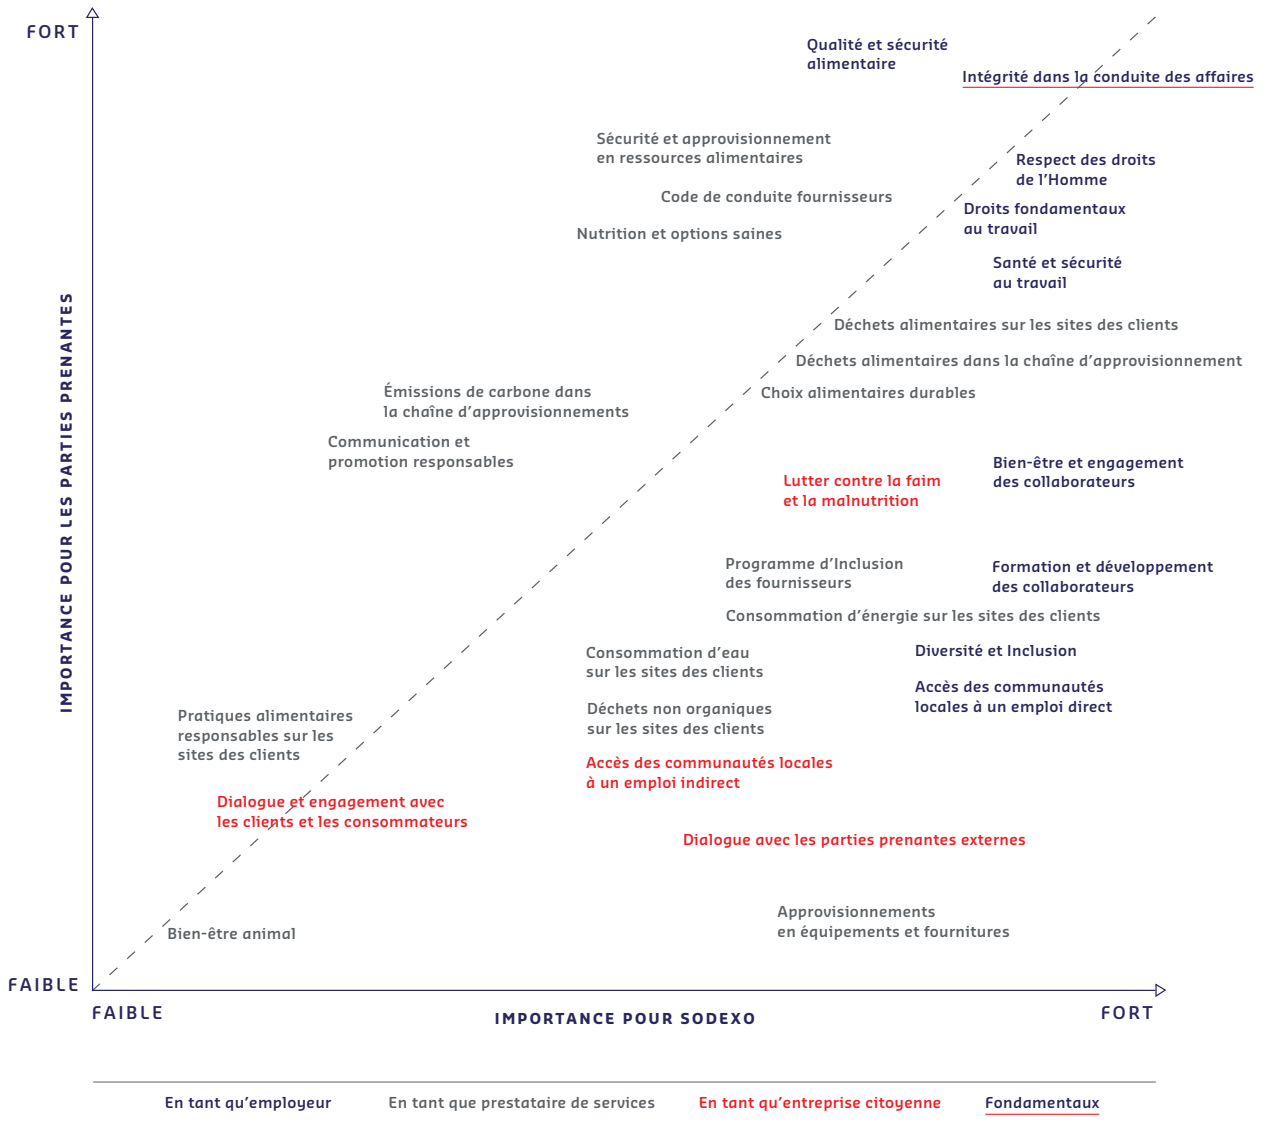 FORT
Qualité et sécurité
alimentaire
Intégrité dans la conduite des affaires
Sécurité et approvisionnement
en ressources alimentaires
Respect des droits
de l'Homme
Code de conduite fournisseurs
Droits fondamentaux
au travail
Nutrition et options saines
Santé et sécurité
au travail
IMPORTANCE POUR LES PARTIES PRENANTES
Déchets alimentaires sur les sites des clients
Déchets alimentaires dans la chaîne d'approvisionnement
Émissions de carbone dans
la chaîne d'approvisionnements
Choix alimentaires durables
Communication et
promotion responsables
Bien-être et engagement
des collaborateurs
Lutter contre la faim
et la malnutrition
Programme d'Inclusion
des fournisseurs
Formation et développement
des collaborateurs
Consommation d'énergie sur les sites des clients
Consommation d'eau
sur les sites des clients
Diversité et Inclusion
Accès des communautés
locales à un emploi direct
Déchets non organiques
sur les sites des clients
Pratiques alimentaires
responsables sur les
sites des clients
Accès des communautés locales
à un emploi indirect
Dialogue et engagement avec
les clients et les consommateurs
Dialogue avec les parties prenantes externes
Approvisionnements
en équipements et fournitures
Bien-être animal
FAIBLE
FAIBLE
IMPORTANCE POUR SODEXO
FORT
En tant qu'employeur
En tant que prestataire de services
En tant qu'entreprise citoyenne
Fondamentaux